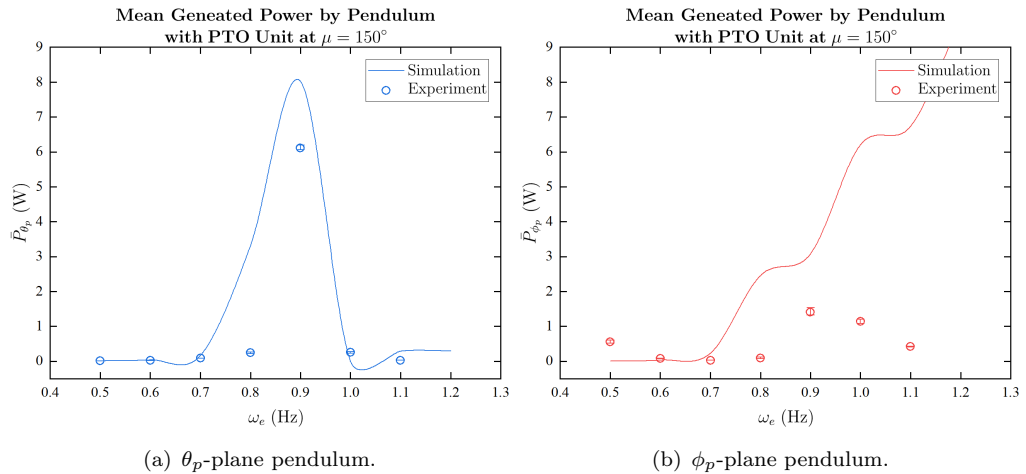 Mean Geneated Power by Pendulum
with PTO Unit at μ = 150°
9
8
7
6
5
4
3
2
1
0
P̄θp (W)
Simulation
Experiment
0.4 0.5 0.6 0.7 0.8 0.9 1.0 1.1 1.2 1.3
ωe (Hz)
(a) θp-plane pendulum.
Mean Geneated Power by Pendulum
with PTO Unit at μ = 150°
9
8
7
6
5
4
3
2
1
0
P̄ϕp (W)
Simulation
Experiment
0.4 0.5 0.6 0.7 0.8 0.9 1.0 1.1 1.2 1.3
ωe (Hz)
(b) ϕp-plane pendulum.